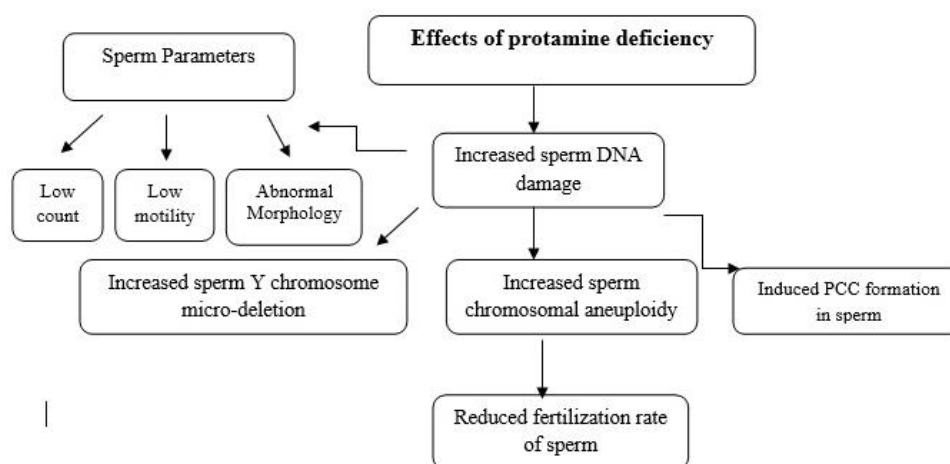 Effects of protamine deficiency
Sperm Parameters
Increased sperm DNA
damage
Low
count
Low
motility
Abnormal
Morphology
Increased sperm Y chromosome
micro-deletion
Increased sperm
chromosomal aneuploidy
Induced PCC formation
in sperm
Reduced fertilization rate
of sperm